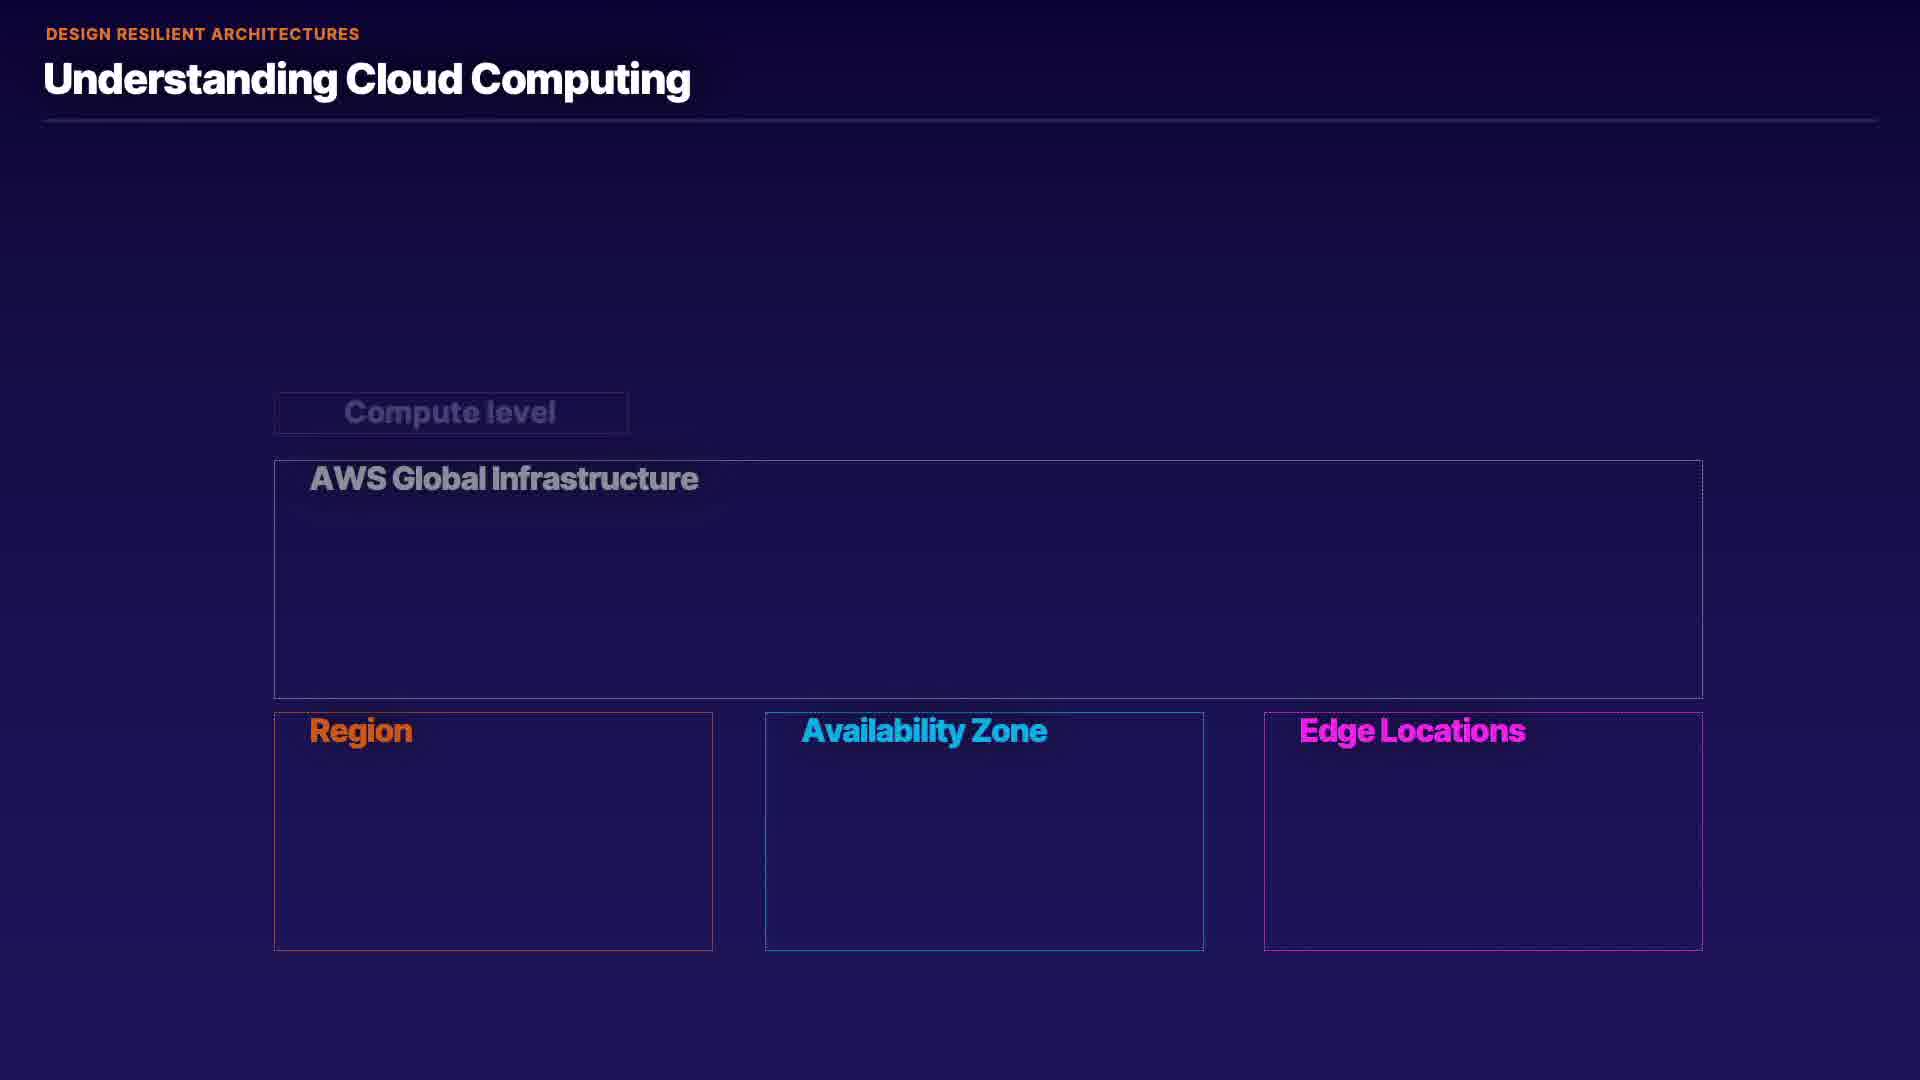 DESIGN RESILIENT ARCHITECTURES
Understanding Cloud Computing
Compute level
AWS Global Infrastructure
Region
Availability Zone
Edge Locations